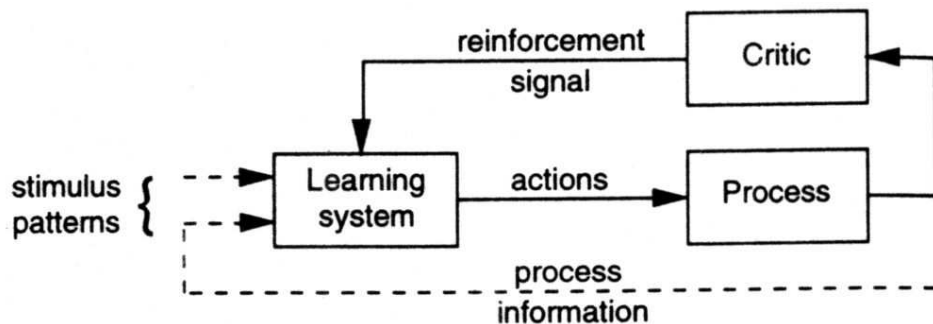 reinforcement
signal
Critic
stimulus
patterns
Learning
system
actions
Process
process
information